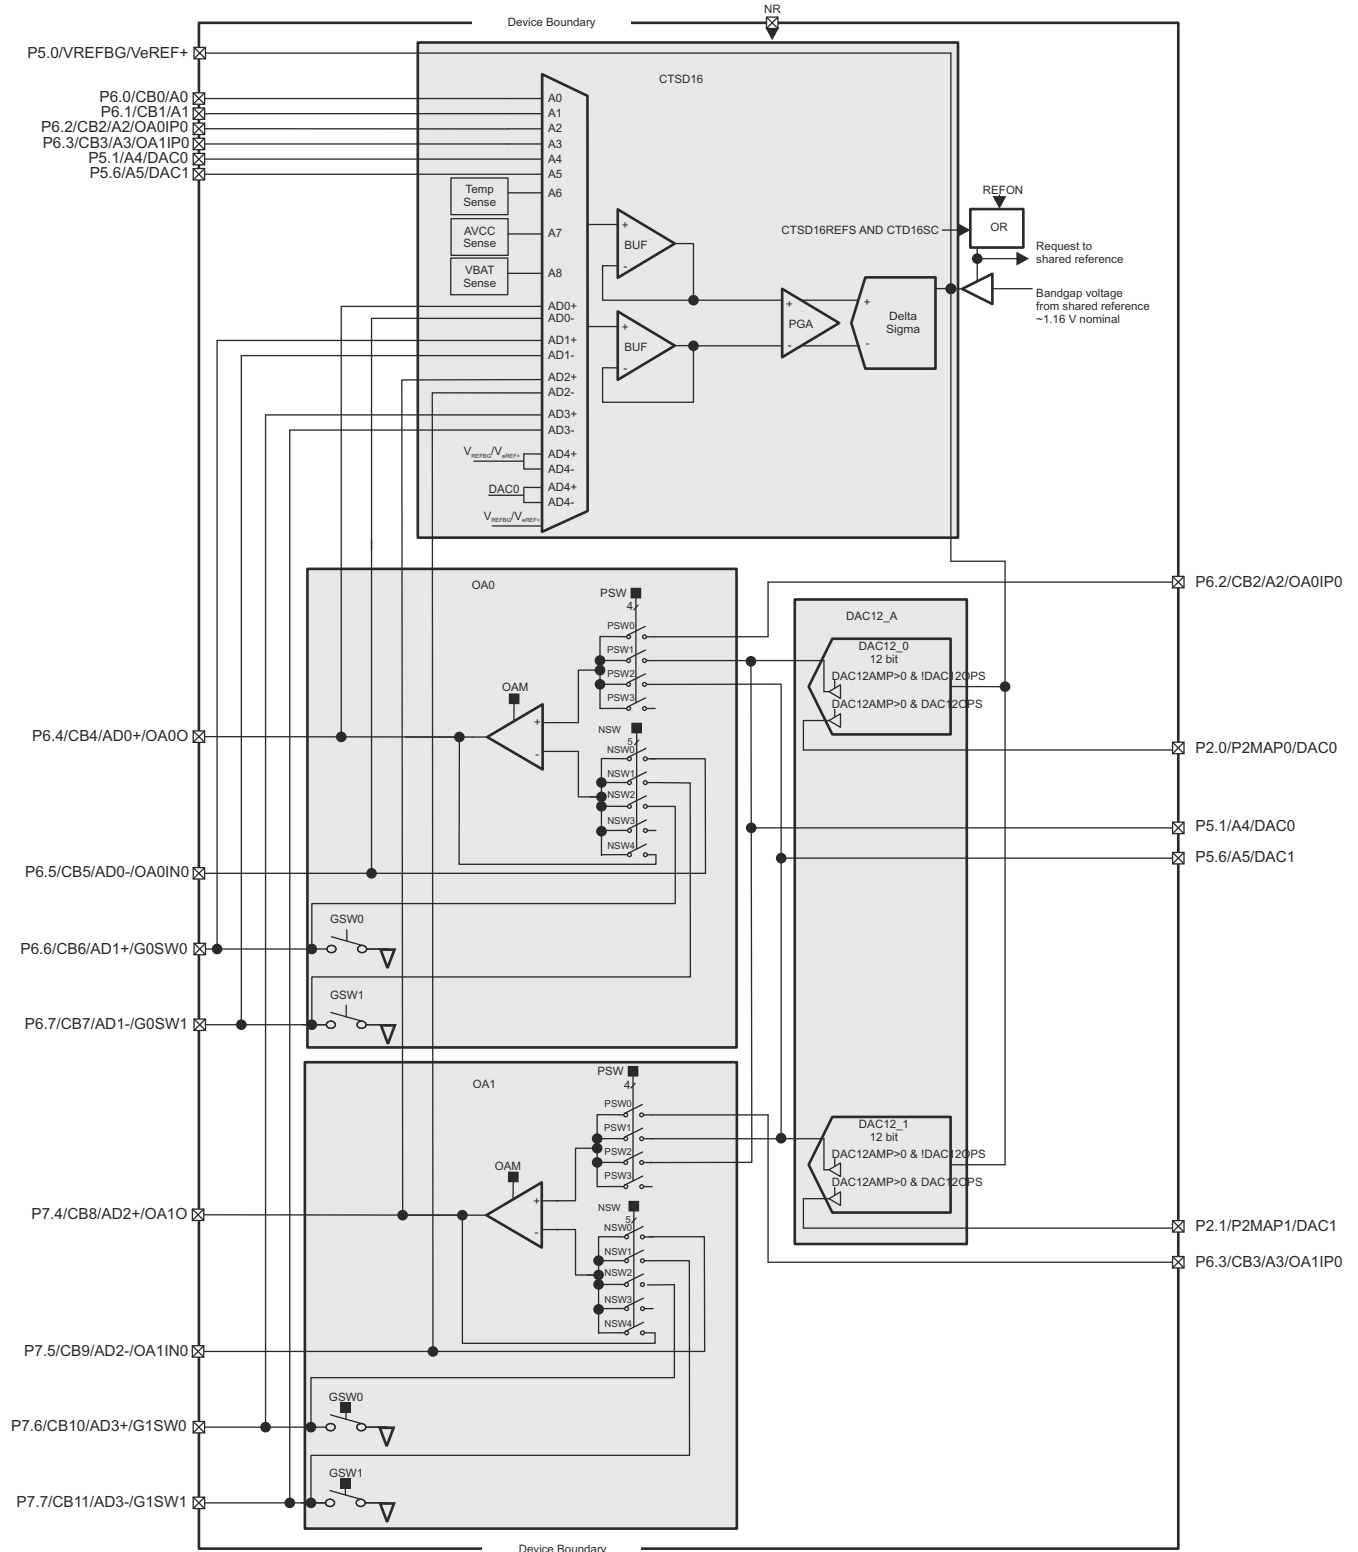 Device Boundary
NR
P5.0/VREFBG/VeREF+
CTSD16
P6.0/CB0/A0
P6.1/CB1/A1
P6.2/CB2/A2/OA0IP0
P6.3/CB3/A3/OA1IP0
P5.1/A4/DAC0
P5.6/A5/DAC1
A0
A1
A2
A3
A4
A5
Temp
Sense
A6
AVCC
Sense
A7
VBAT
Sense
A8
AD0+
AD0-
AD1+
AD1-
AD2+
AD2-
AD3+
AD3-
VREFBG/VeREF+
AD4+
AD4-
DAC0
AD4+
AD4-
VREFBG/VeREF+
+
BUF
-
+
BUF
-
+
PGA
-
+
Delta
Sigma
-
REFON
CTSD16REFS AND CTD16SC
OR
Request to
shared reference
Bandgap voltage
from shared reference
~1.16 V nominal
OA0
PSW
4
PSW0
PSW1
PSW2
PSW3
OAM
+
-
NSW
5
NSW0
NSW1
NSW2
NSW3
NSW4
GSW0
GSW1
P6.4/CB4/AD0+/OA0O
P6.5/CB5/AD0-/OA0IN0
P6.6/CB6/AD1+/G0SW0
P6.7/CB7/AD1-/G0SW1
DAC12_A
DAC12_0
12 bit
DAC12AMP>0 & !DAC12OPS
DAC12AMP>0 & DAC12OPS
P6.2/CB2/A2/OA0IP0
P2.0/P2MAP0/DAC0
P5.1/A4/DAC0
P5.6/A5/DAC1
OA1
PSW
4
PSW0
PSW1
PSW2
PSW3
OAM
+
-
NSW
5
NSW0
NSW1
NSW2
NSW3
NSW4
GSW0
GSW1
P7.4/CB8/AD2+/OA1O
P7.5/CB9/AD2-/OA1IN0
P7.6/CB10/AD3+/G1SW0
P7.7/CB11/AD3-/G1SW1
DAC12_1
12 bit
DAC12AMP>0 & !DAC12OPS
DAC12AMP>0 & DAC12OPS
P2.1/P2MAP1/DAC1
P6.3/CB3/A3/OA1IP0
Device Boundary